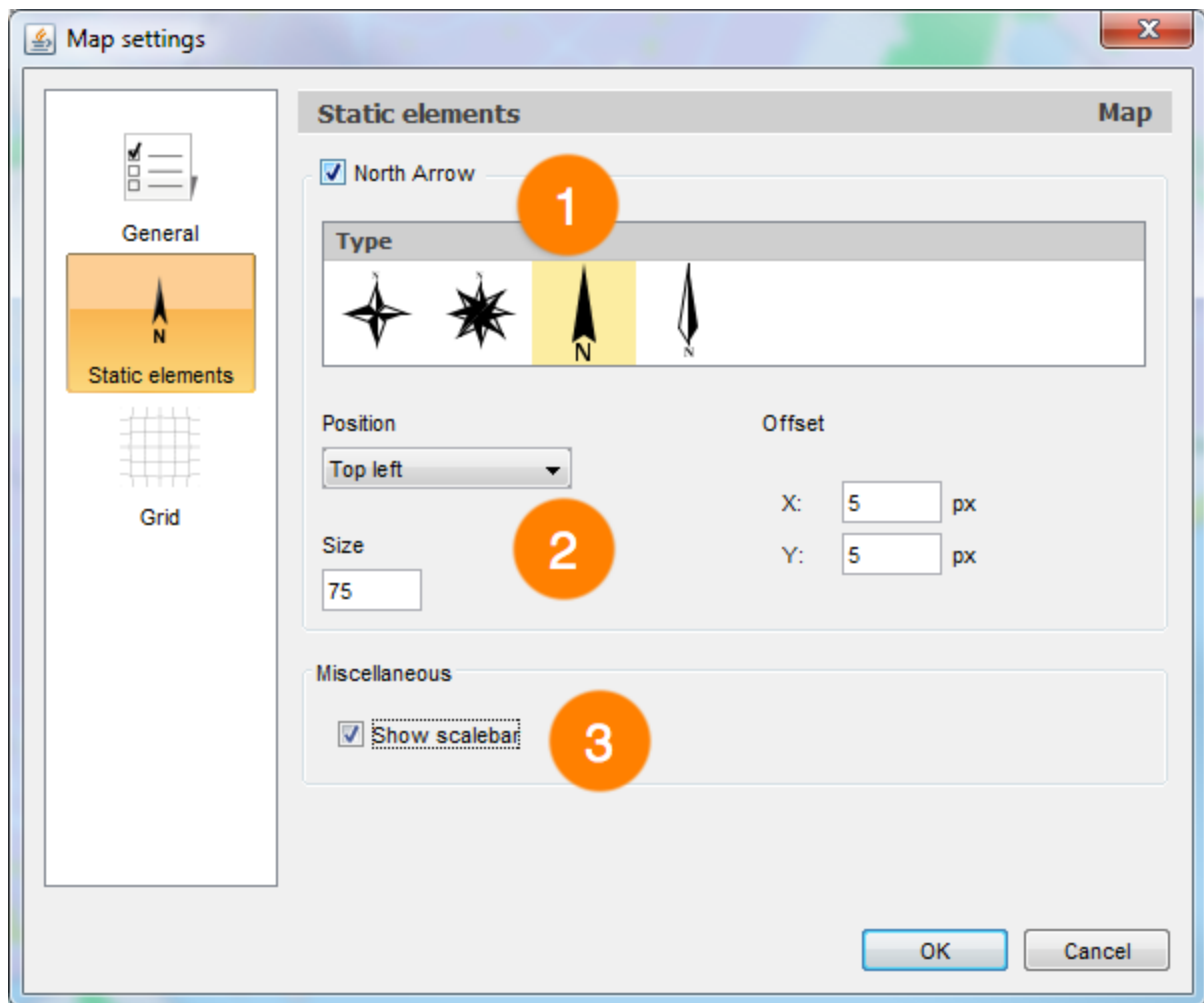 Map settings
General
N
Static elements
Grid
Static elements Map
North Arrow
1
Type
N N N N
Position
Top left
Offset
X: 5 px
Y: 5 px
Size
75
2
Miscellaneous
Show scalebar
3
OK Cancel